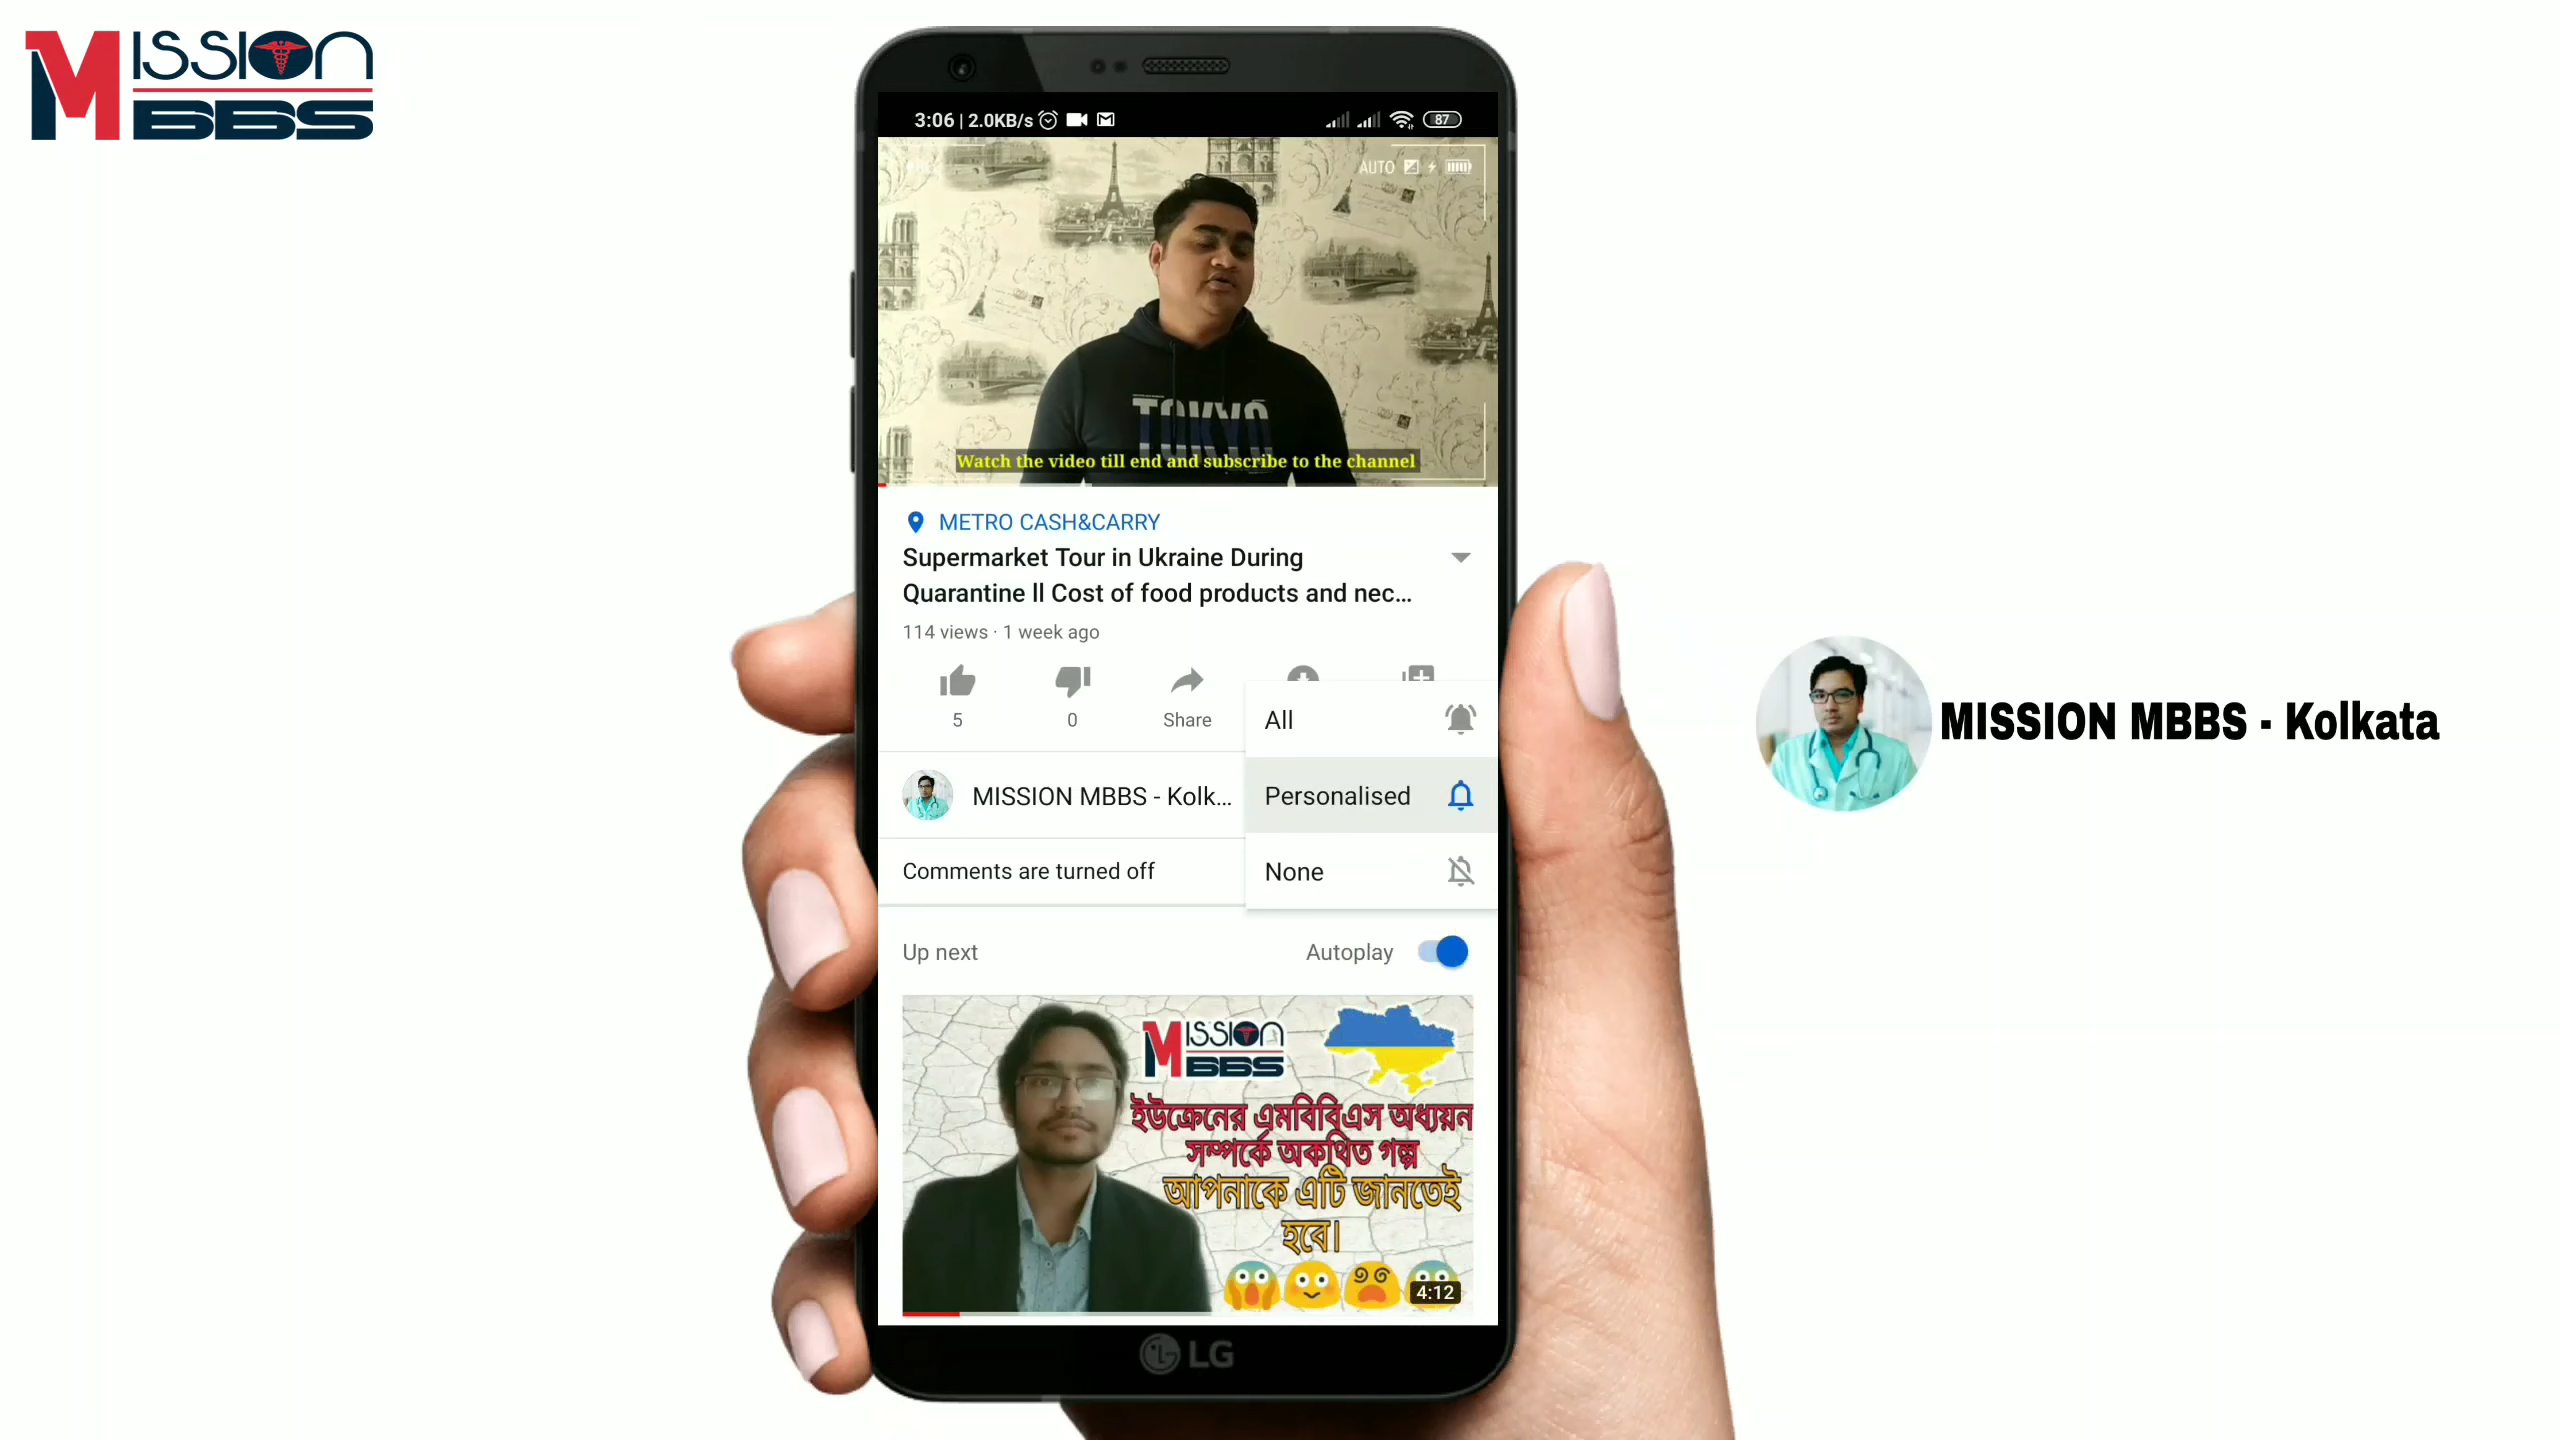 MISSION
MBBS
3:06 | 2.0KB/s
87
AUTO
TOKYO
Watch the video till end and subscribe to the channel
METRO CASH&CARRY
Supermarket Tour in Ukraine During
Quarantine ll Cost of food products and nec...
114 views · 1 week ago
5
0
Share
All
MISSION MBBS - Kolk...
Personalised
Comments are turned off
None
Up next
Autoplay
MISSION
MBBS
ইউক্রেনের এমবিবিএস অধ্যয়ন
সম্পর্কে অকথিত গল্প
আপনাকে এটি জানতেই
হবে।
4:12
LG
MISSION MBBS - Kolkata